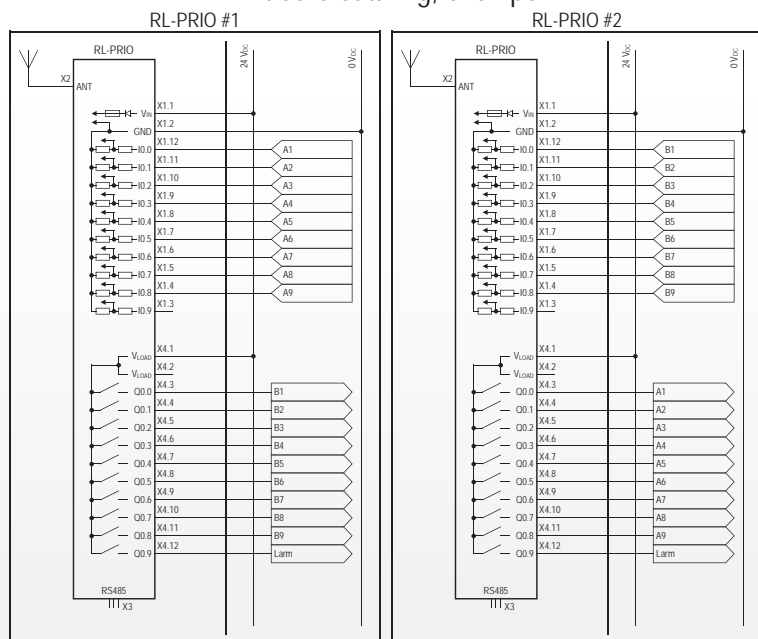 RL-PRIO #1
RL-PRIO
24 VDC
0 VDC
X2
ANT
X1.1
VIN
X1.2
GND
X1.12
I0.0
A1
X1.11
I0.1
A2
X1.10
I0.2
A3
X1.9
I0.3
A4
X1.8
I0.4
A5
X1.7
I0.5
A6
X1.6
I0.6
A7
X1.5
I0.7
A8
X1.4
I0.8
A9
X1.3
I0.9
X4.1
VLOAD
X4.2
VLOAD
X4.3
Q0.0
B1
X4.4
Q0.1
B2
X4.5
Q0.2
B3
X4.6
Q0.3
B4
X4.7
Q0.4
B5
X4.8
Q0.5
B6
X4.9
Q0.6
B7
X4.10
Q0.7
B8
X4.11
Q0.8
B9
X4.12
Q0.9
Larm
RS485
X3
RL-PRIO #2
RL-PRIO
24 VDC
0 VDC
X2
ANT
X1.1
VIN
X1.2
GND
X1.12
I0.0
B1
X1.11
I0.1
B2
X1.10
I0.2
B3
X1.9
I0.3
B4
X1.8
I0.4
B5
X1.7
I0.5
B6
X1.6
I0.6
B7
X1.5
I0.7
B8
X1.4
I0.8
B9
X1.3
I0.9
X4.1
VLOAD
X4.2
VLOAD
X4.3
Q0.0
A1
X4.4
Q0.1
A2
X4.5
Q0.2
A3
X4.6
Q0.3
A4
X4.7
Q0.4
A5
X4.8
Q0.5
A6
X4.9
Q0.6
A7
X4.10
Q0.7
A8
X4.11
Q0.8
A9
X4.12
Q0.9
Larm
RS485
X3